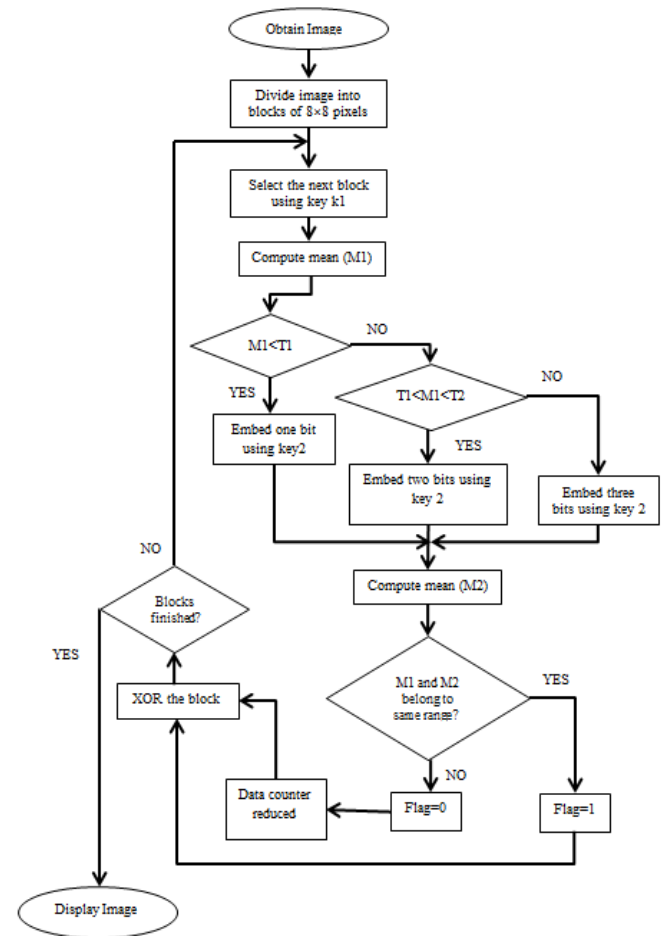 Obtain Image
Divide image into
blocks of 8×8 pixels
Select the next block
using key k1
Compute mean (M1)
M1<T1
NO
YES
T1<M1<T2
NO
Embed one bit
using key2
YES
Embed two bits using
key 2
Embed three
bits using key 2
NO
Compute mean (M2)
Blocks
finished?
YES
M1 and M2
belong to
same range?
YES
XOR the block
NO
Data counter
reduced
Flag=0
Flag=1
Display Image